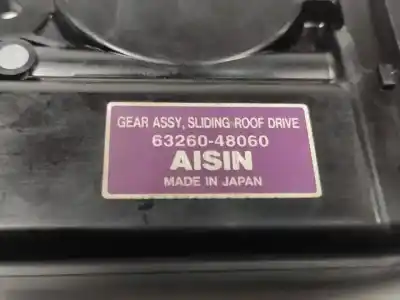 GEAR ASSY, SLIDING ROOF DRIVE
63260-48060
AISIN
MADE IN JAPAN